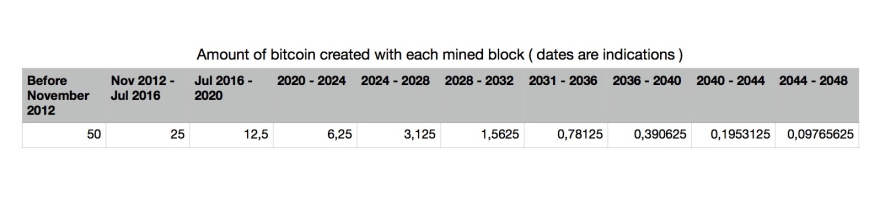 Amount of bitcoin created with each mined block ( dates are indications )
Before November 2012 Nov 2012 - Jul 2016 Jul 2016 - 2020 2020 - 2024 2024 - 2028 2028 - 2032 2031 - 2036 2036 - 2040 2040 - 2044 2044 - 2048
50 25 12,5 6,25 3,125 1,5625 0,78125 0,390625 0,1953125 0,09765625